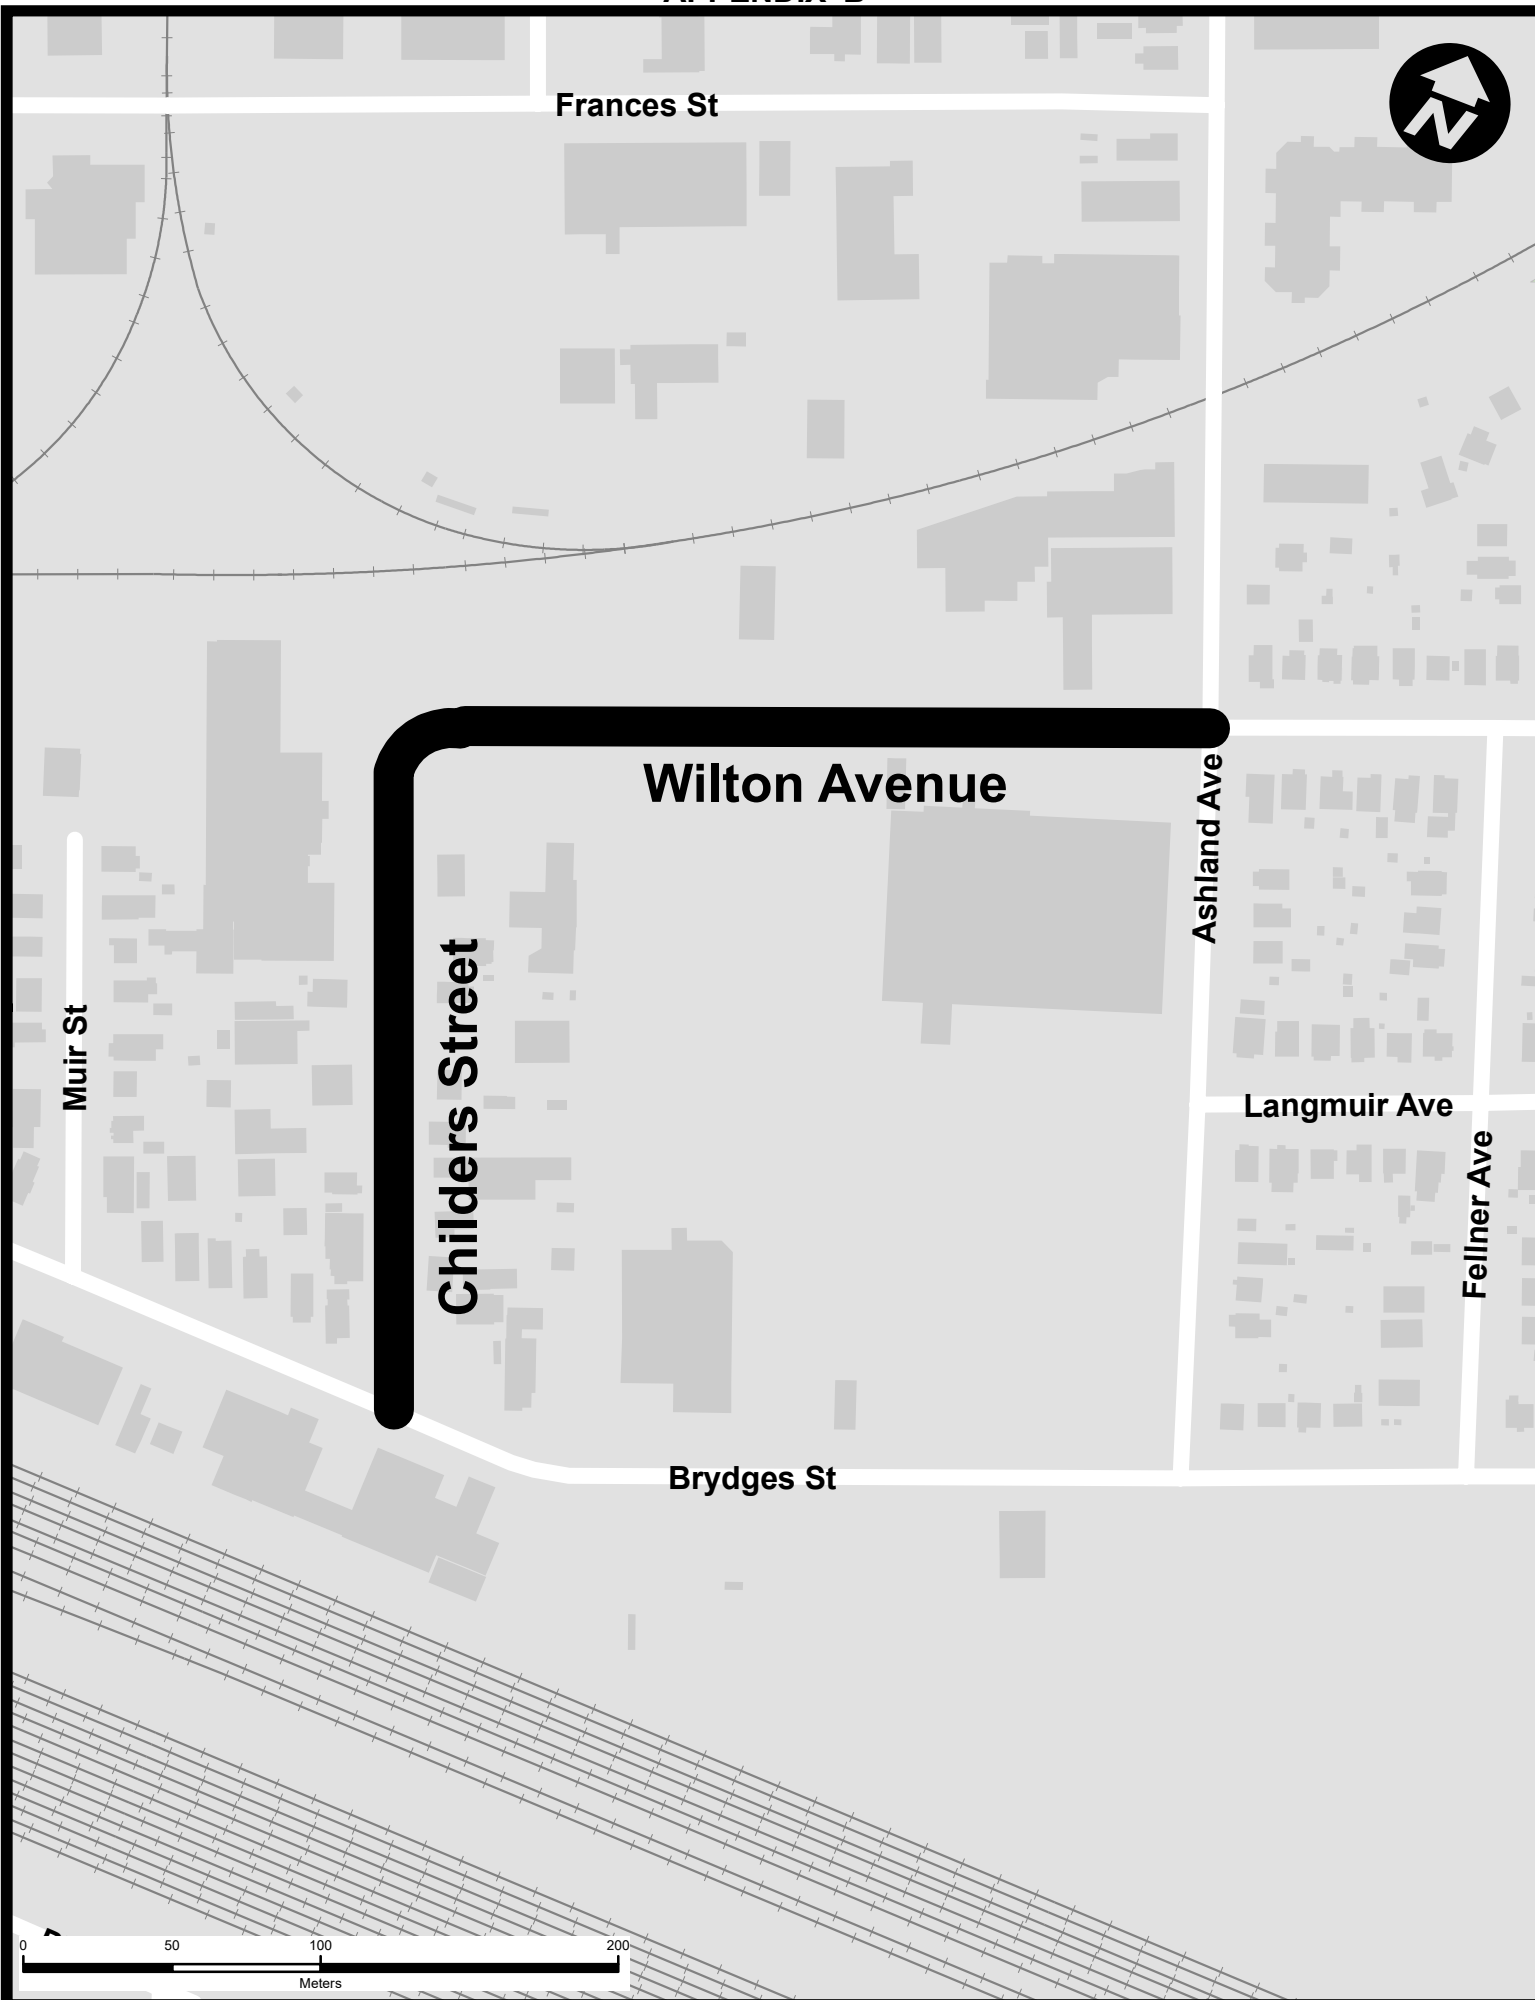 Frances St
N
Wilton Avenue
Ashland Ave
Childers Street
Muir St
Langmuir Ave
Fellner Ave
Brydges St
0 50 100 200
Meters